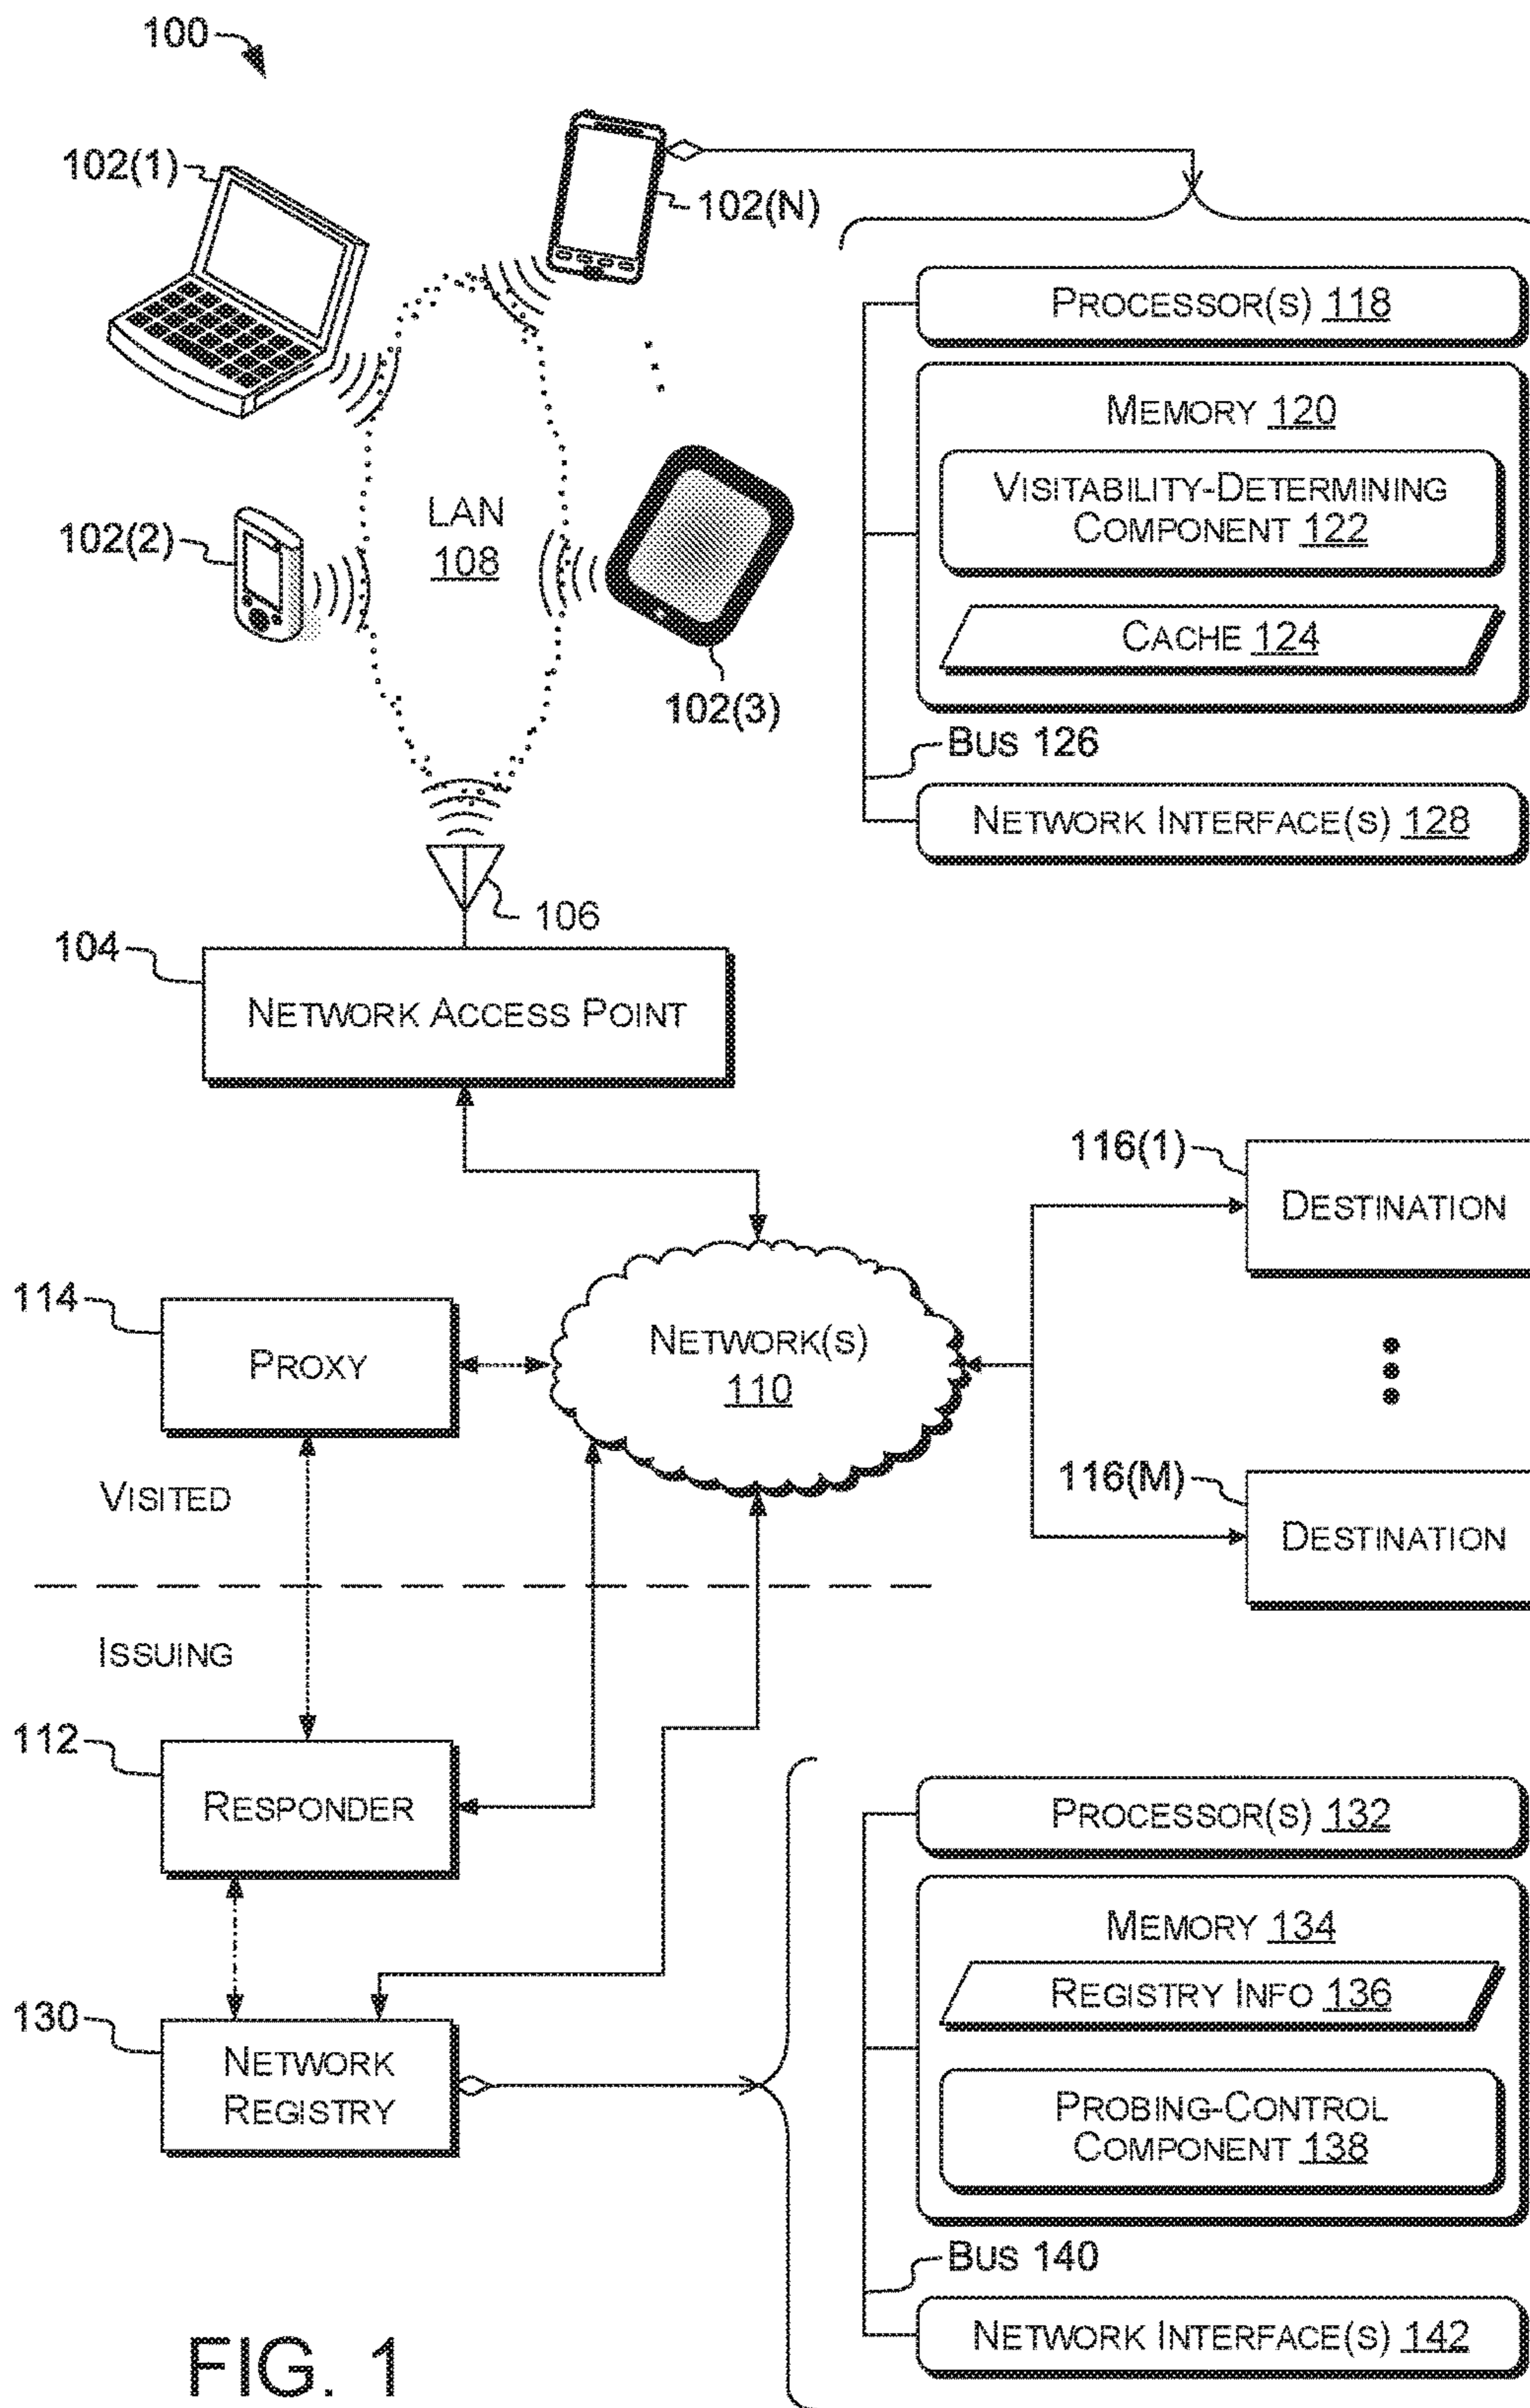 100
102(1)
102(N)
PROCESSOR(S) 118
MEMORY 120
VISITABILITY-DETERMINING
COMPONENT 122
CACHE 124
BUS 126
NETWORK INTERFACE(S) 128
LAN
108
102(2)
102(3)
106
104
NETWORK ACCESS POINT
116(1)
DESTINATION
114
PROXY
NETWORK(S)
110
116(M)
DESTINATION
VISITED
ISSUING
112
RESPONDER
130
NETWORK
REGISTRY
PROCESSOR(S) 132
MEMORY 134
REGISTRY INFO 136
PROBING-CONTROL
COMPONENT 138
BUS 140
NETWORK INTERFACE(S) 142
FIG. 1